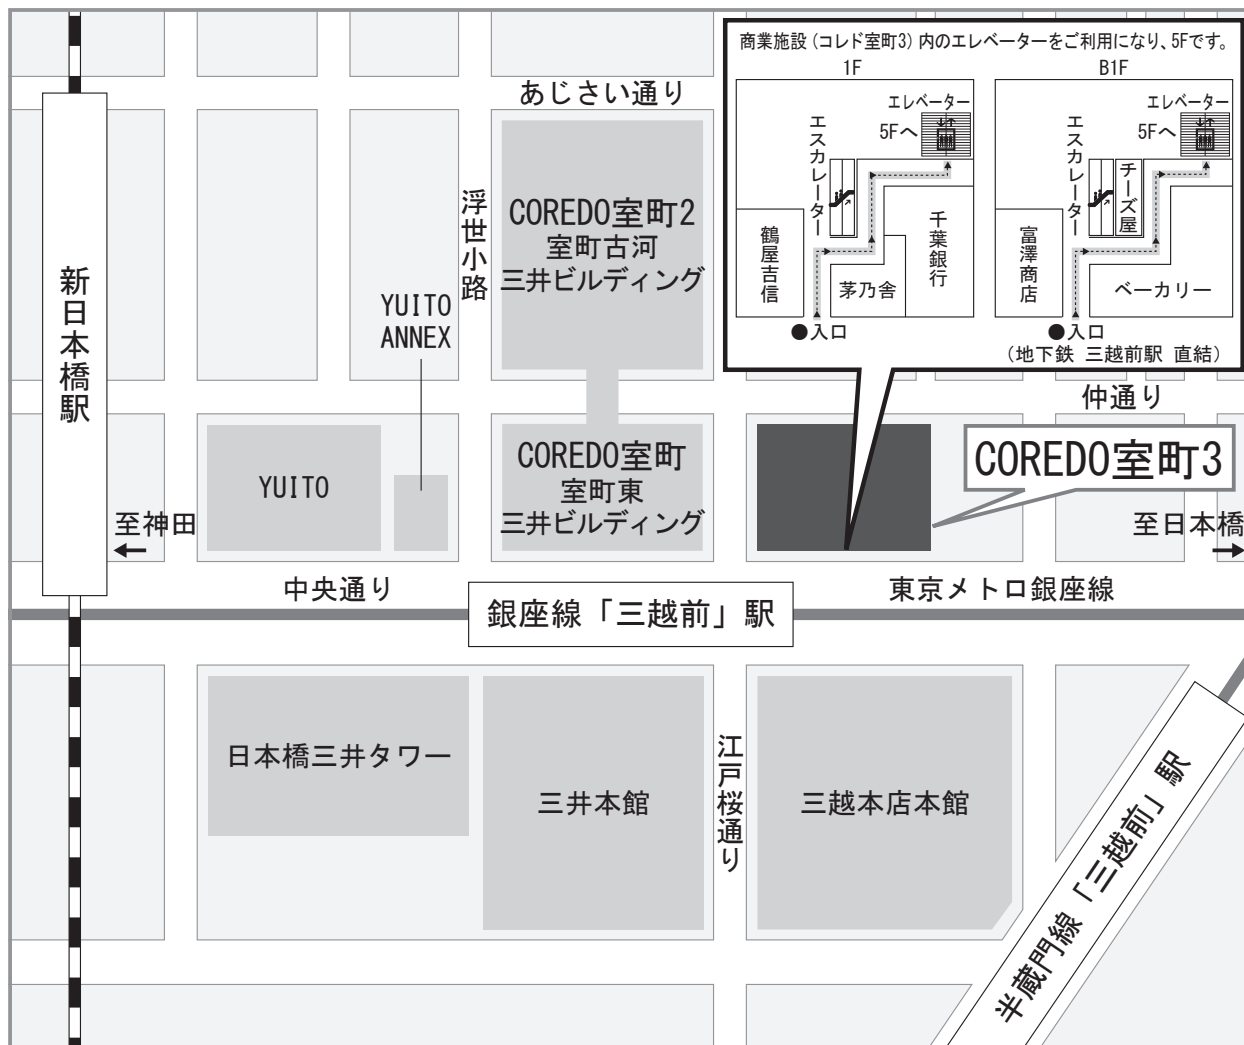 商業施設（コレド室町3）内のエレベーターをご利用になり、5Fです。
1F
エレベーター
5Fへ
エスカレーター
鶴屋吉信
茅乃舎
千葉銀行
●入口
B1F
エレベーター
5Fへ
エスカレーター
チーズ屋
富澤商店
ベーカリー
●入口
（地下鉄 三越前駅 直結）
あじさい通り
浮世小路
COREDO室町2
室町古河
三井ビルディング
新日本橋駅
YUITO
ANNEX
仲通り
COREDO室町3
COREDO室町
室町東
三井ビルディング
YUITO
至神田
←
至日本橋
→
中央通り
東京メトロ銀座線
銀座線「三越前」駅
日本橋三井タワー
三井本館
江戸桜通り
三越本店本館
半蔵門線「三越前」駅